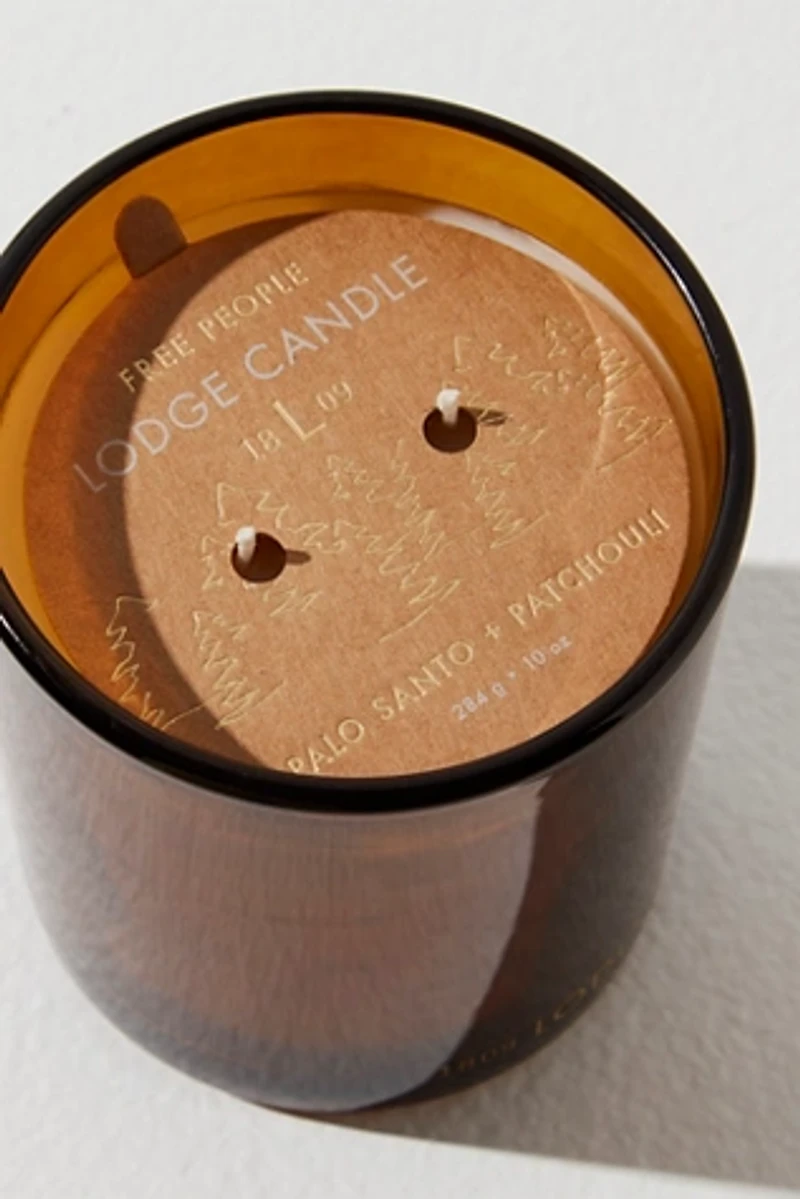 FREE PEOPLE
LODGE CANDLE
18 L 09
PALO SANTO + PATCHOULI
284 g • 10 oz